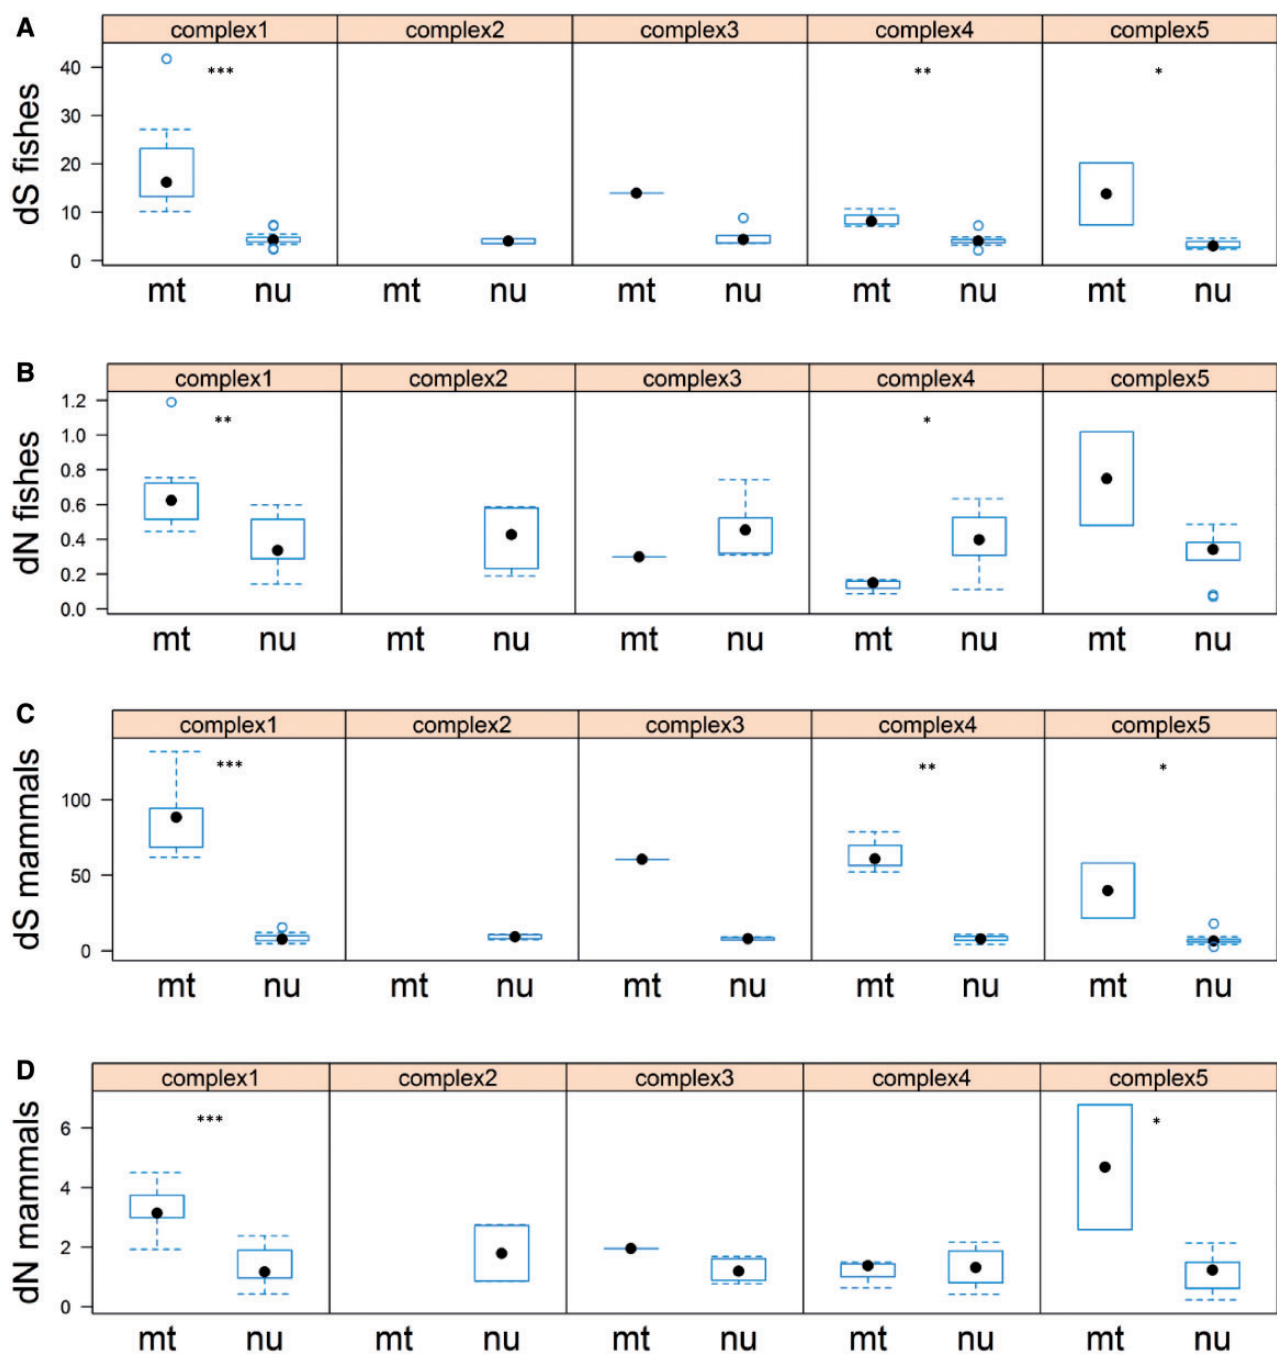 A
complex1 complex2 complex3 complex4 complex5
dS fishes
40
30
20
10
0
*** ** *
mt nu mt nu mt nu mt nu mt nu
B
complex1 complex2 complex3 complex4 complex5
dN fishes
1.2
1.0
0.8
0.6
0.4
0.2
0.0
** *
mt nu mt nu mt nu mt nu mt nu
C
complex1 complex2 complex3 complex4 complex5
dS mammals
100
50
0
*** ** *
mt nu mt nu mt nu mt nu mt nu
D
complex1 complex2 complex3 complex4 complex5
dN mammals
6
4
2
0
*** *
mt nu mt nu mt nu mt nu mt nu